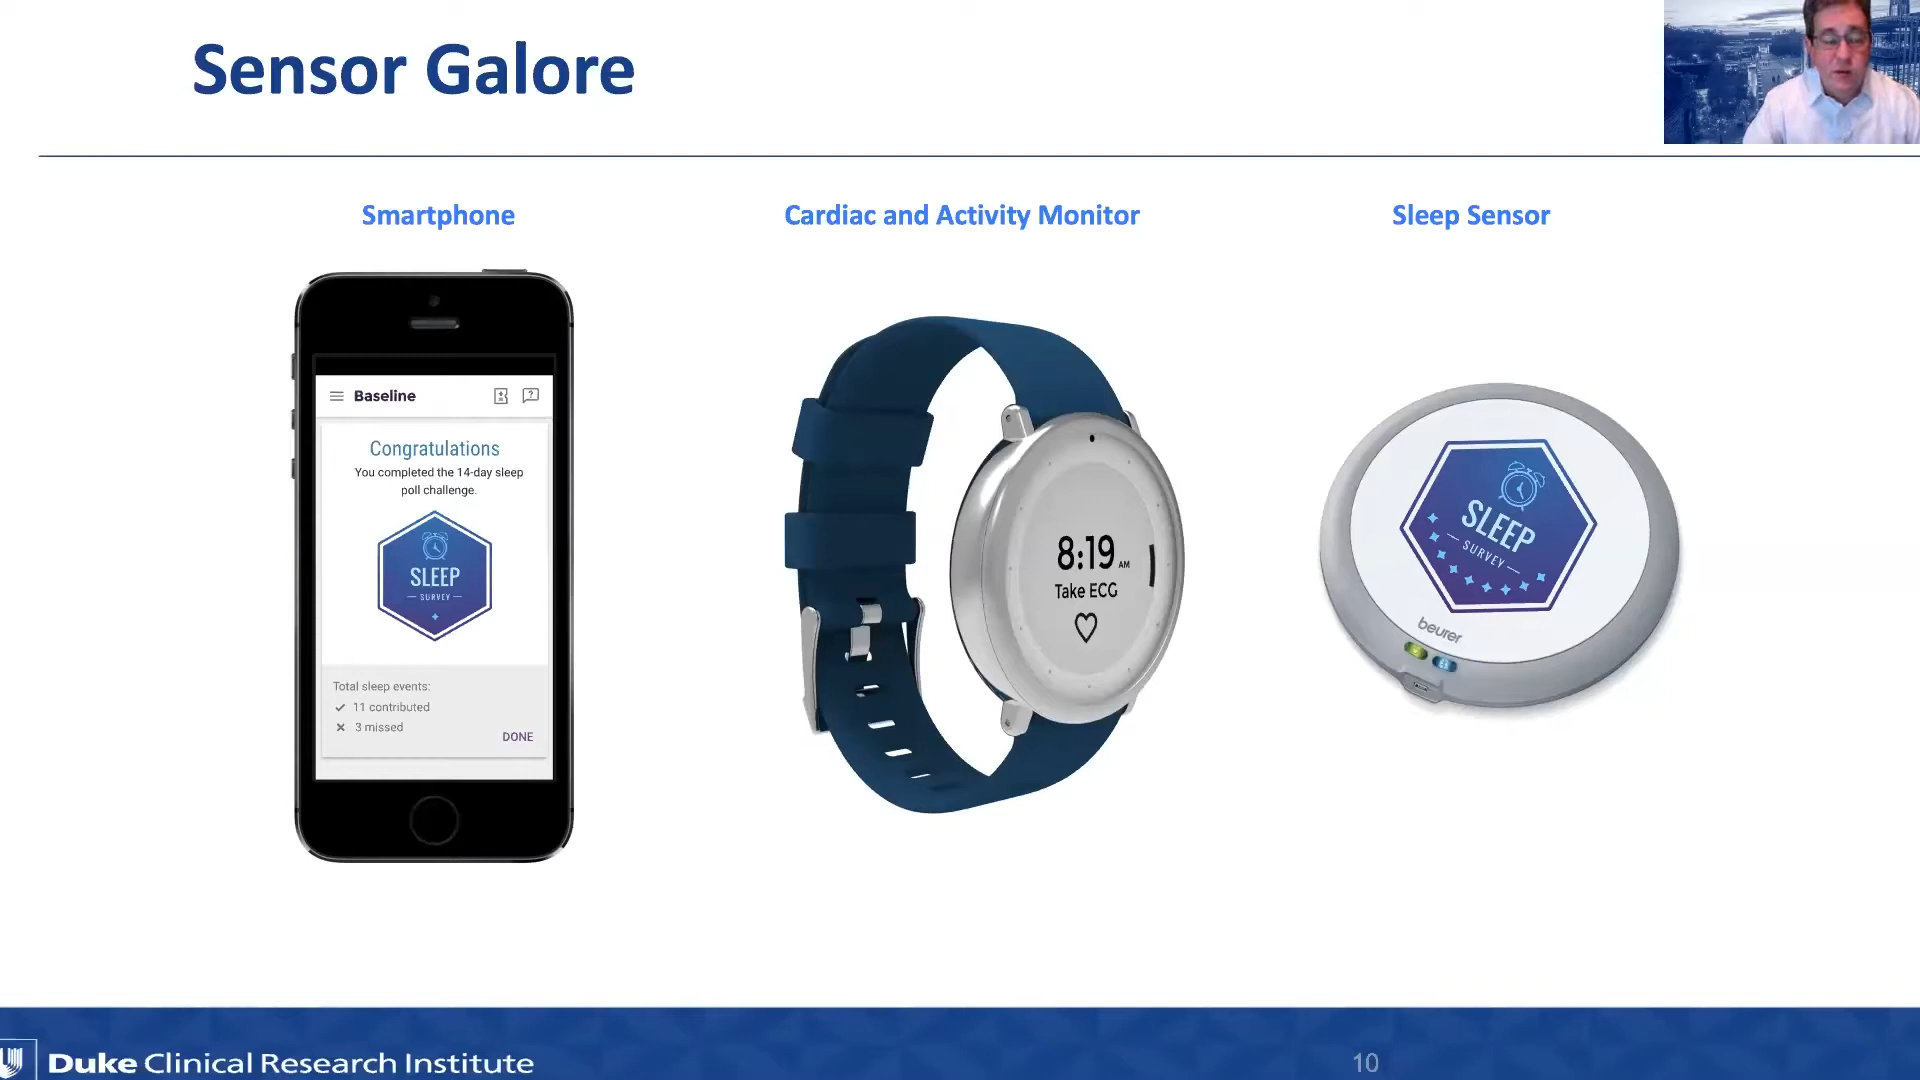 Sensor Galore
Smartphone
Cardiac and Activity Monitor
Sleep Sensor
Baseline
Congratulations
You completed the 14-day sleep
poll challenge.
SLEEP
SURVEY
Total sleep events:
11 contributed
3 missed
DONE
8:19 AM
Take ECG
SLEEP
SURVEY
beurer
Duke Clinical Research Institute
10